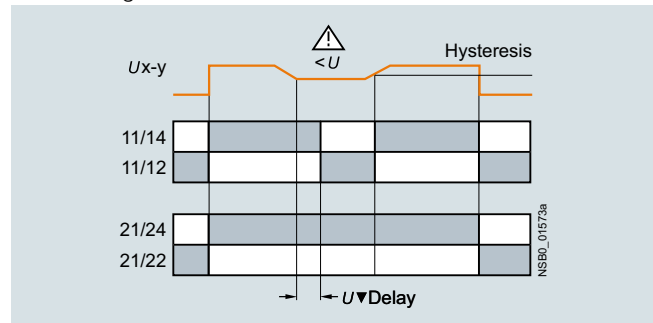 Hysteresis
<U
Ux-y
11/14
11/12
21/24
21/22
NSB0_01573a
U▼Delay